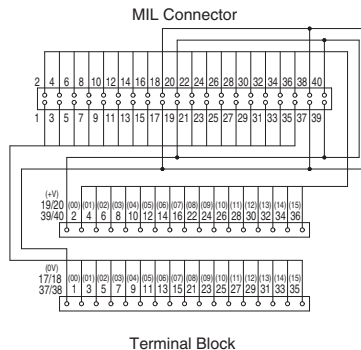 MIL Connector
2 4 6 8 10 12 14 16 18 20 22 24 26 28 30 32 34 36 38 40
1 3 5 7 9 11 13 15 17 19 21 23 25 27 29 31 33 35 37 39
(+V)
19/20 (00) (01) (02) (03) (04) (05) (06) (07) (08) (09) (10) (11) (12) (13) (14) (15)
39/40 2 4 6 8 10 12 14 16 22 24 26 28 30 32 34 36
(0V)
17/18 (00) (01) (02) (03) (04) (05) (06) (07) (08) (09) (10) (11) (12) (13) (14) (15)
37/38 1 3 5 7 9 11 13 15 21 23 25 27 29 31 33 35
Terminal Block